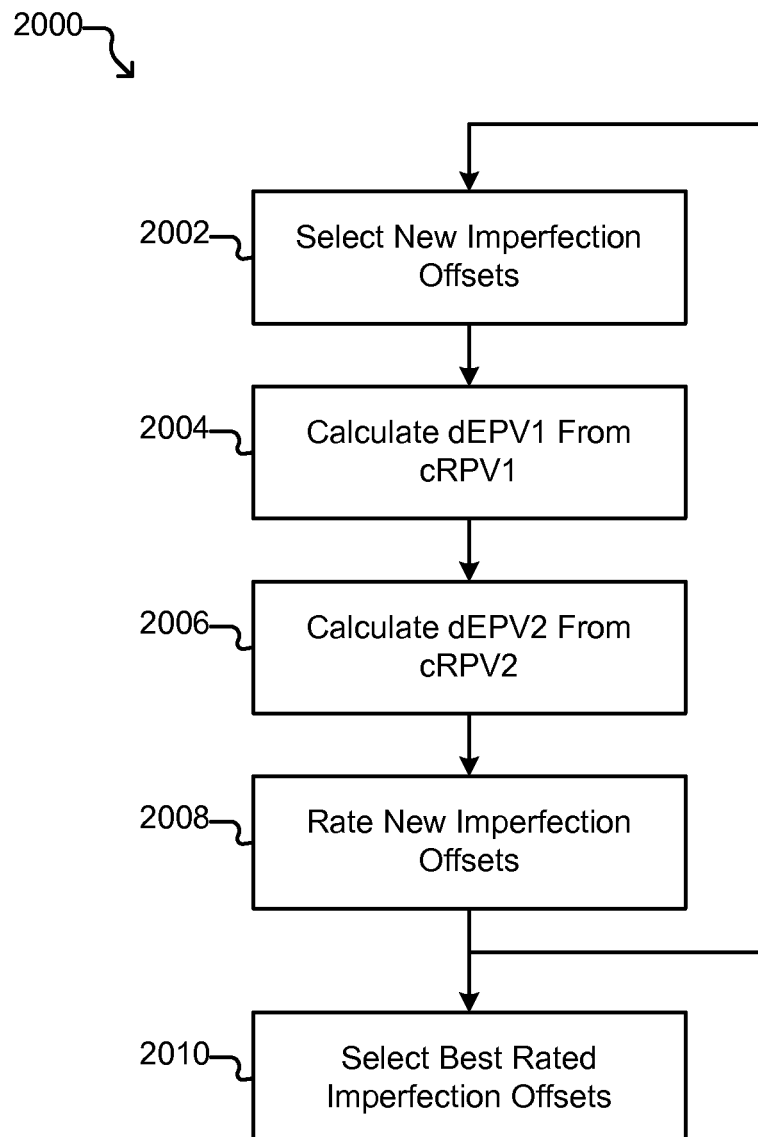 2000
2002
Select New Imperfection
Offsets
2004
Calculate dEPV1 From
cRPV1
2006
Calculate dEPV2 From
cRPV2
2008
Rate New Imperfection
Offsets
2010
Select Best Rated
Imperfection Offsets